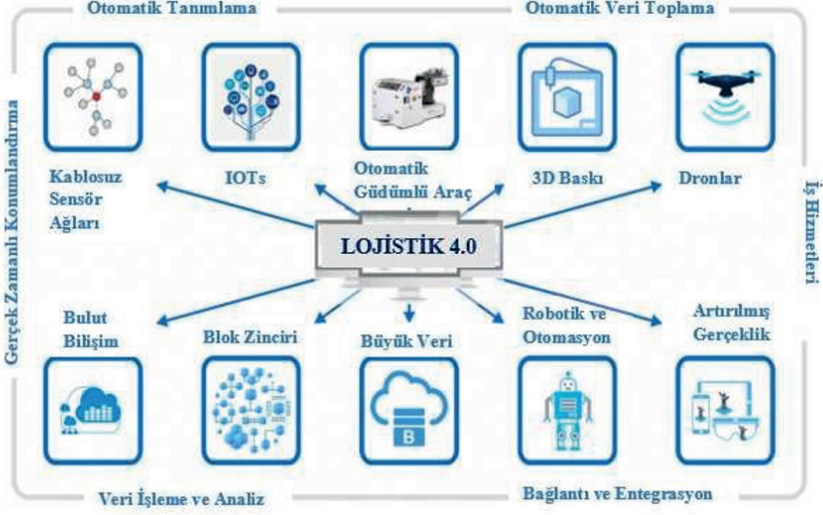 Otomatik Tanımlama
Otomatik Veri Toplama
Gerçek Zamanlı Konumlandırma
İş Hizmetleri
Kablosuz
Sensör
Ağları
IOTs
Otomatik
Güdümlü Araç
3D Baskı
Dronlar
LOJİSTİK 4.0
Bulut
Bilişim
Blok Zinciri
Büyük Veri
Robotik ve
Otomasyon
Artırılmış
Gerçeklik
B
Veri İşleme ve Analiz
Bağlantı ve Entegrasyon